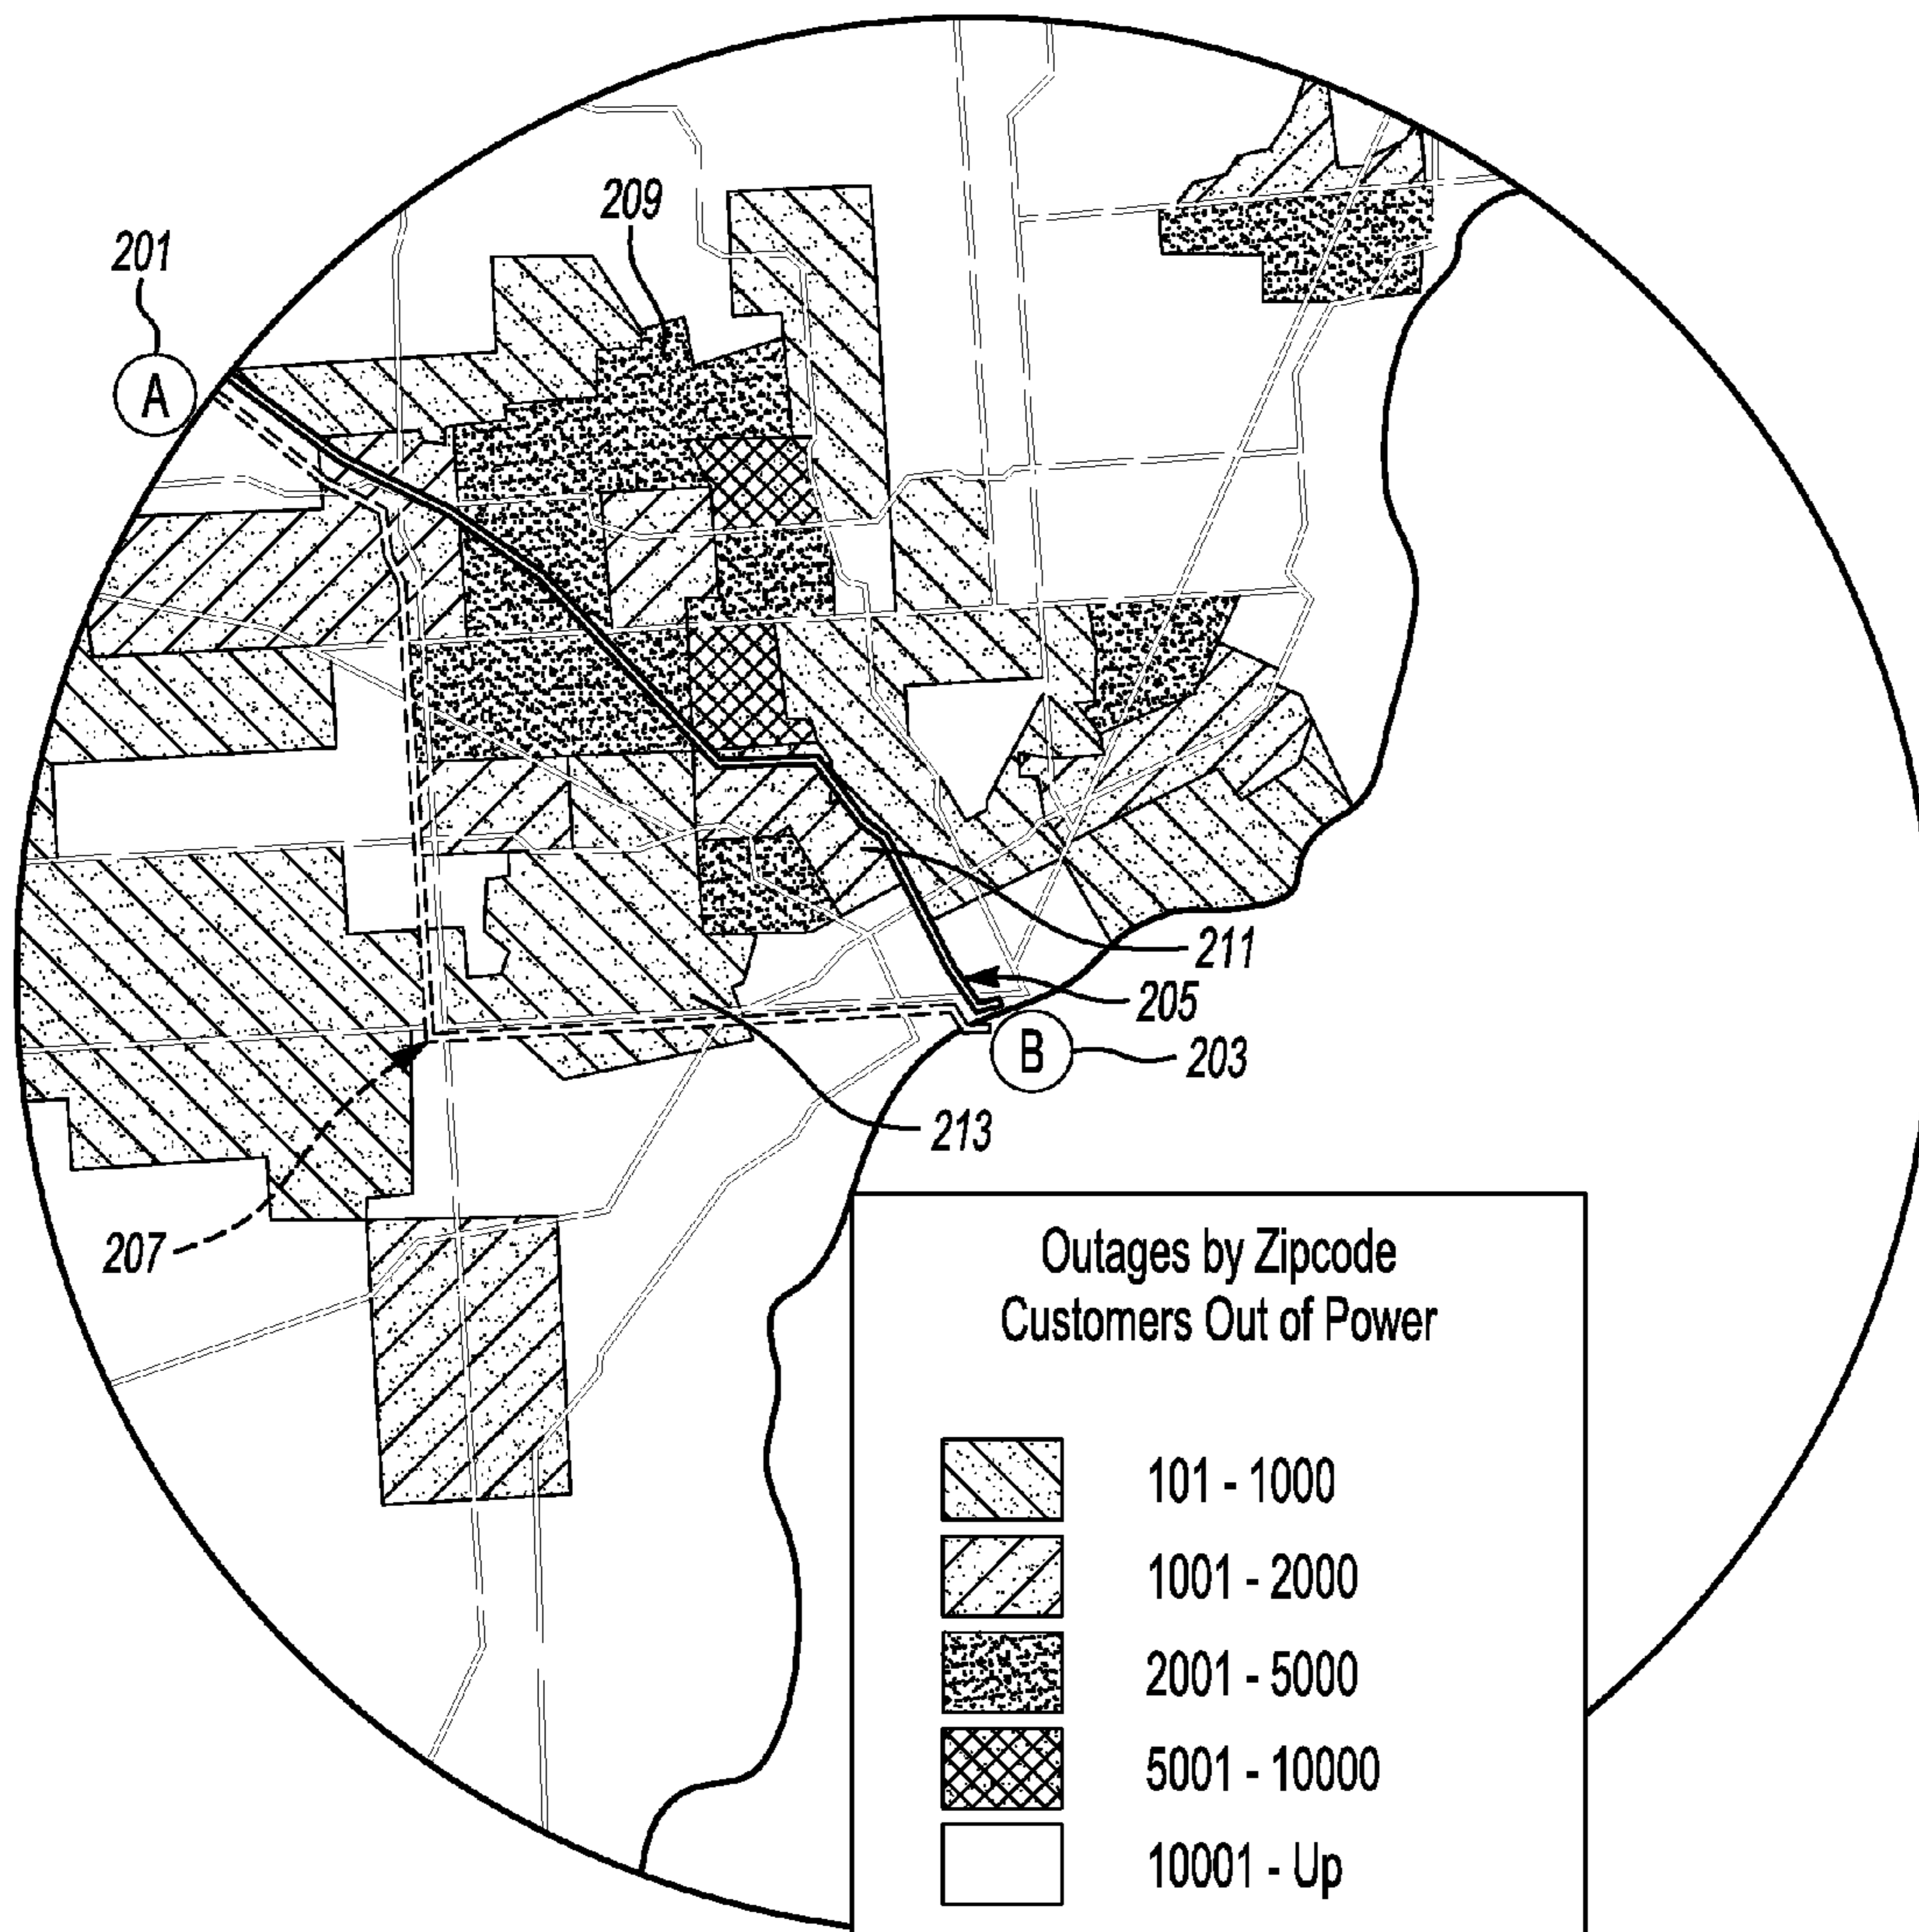 209
201
A
211
205
B
203
213
207
Outages by Zipcode
Customers Out of Power
101 - 1000
1001 - 2000
2001 - 5000
5001 - 10000
10001 - Up